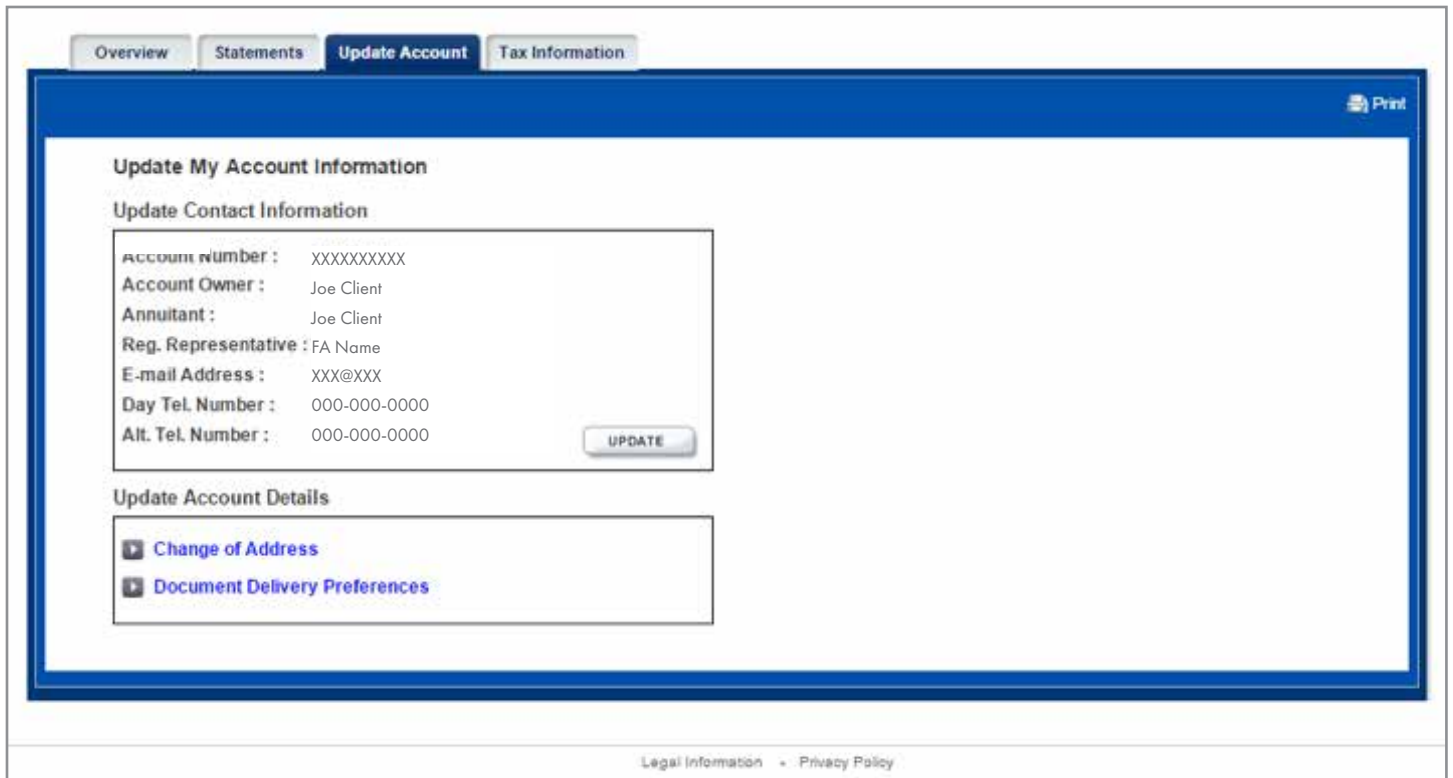 Overview Statements Update Account Tax Information
Print
Update My Account Information
Update Contact Information
Account Number : XXXXXXXXXX
Account Owner : Joe Client
Annuitant : Joe Client
Reg. Representative : FA Name
E-mail Address : XXX@XXX
Day Tel. Number : 000-000-0000
Alt. Tel. Number : 000-000-0000
UPDATE
Update Account Details
Change of Address
Document Delivery Preferences
Legal Information • Privacy Policy